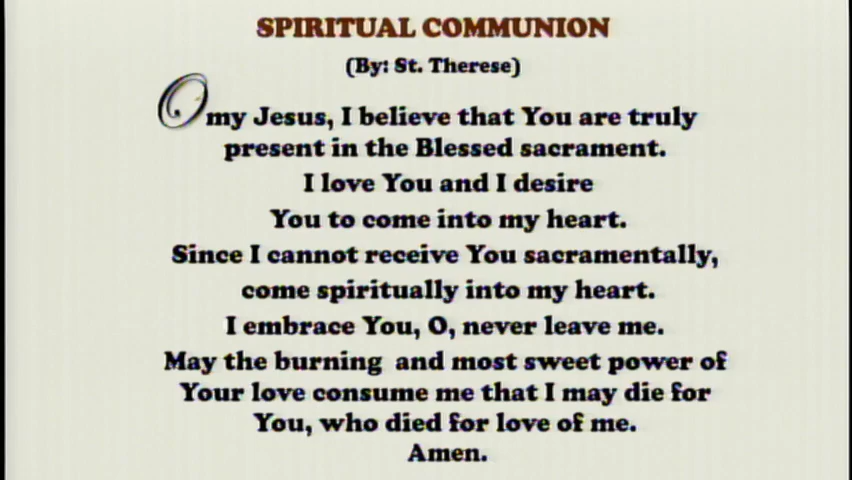 SPIRITUAL COMMUNION
(By: St. Therese)
O my Jesus, I believe that You are truly
present in the Blessed sacrament.
I love You and I desire
You to come into my heart.
Since I cannot receive You sacramentally,
come spiritually into my heart.
I embrace You, O, never leave me.
May the burning and most sweet power of
Your love consume me that I may die for
You, who died for love of me.
Amen.